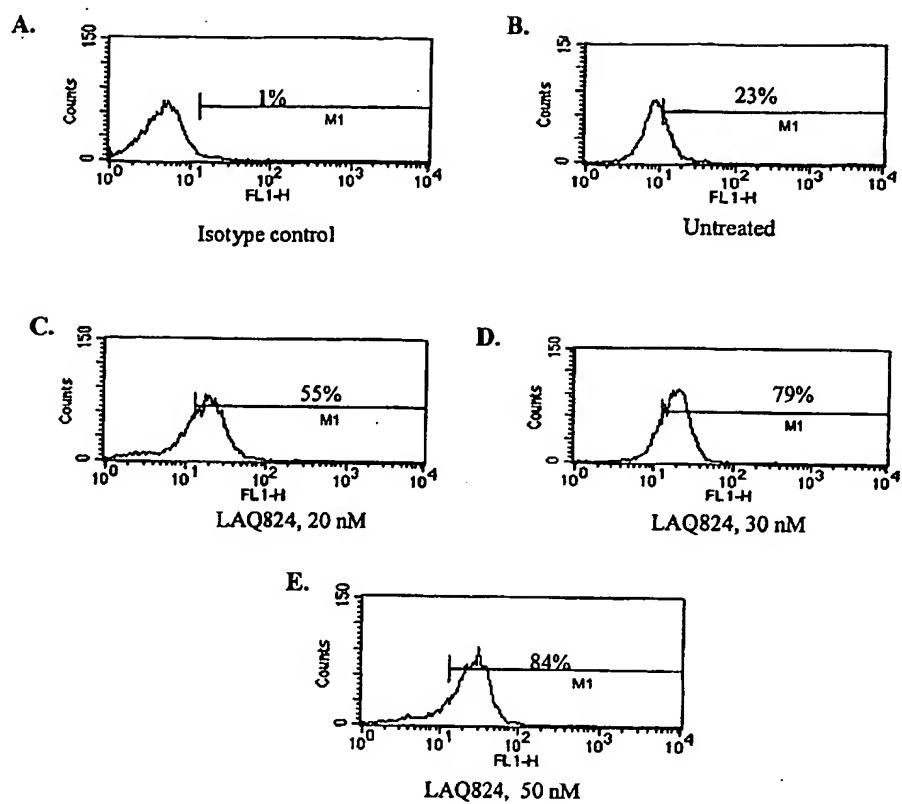 A.
150
Counts
0
1%
M1
10^0 10^1 10^2 10^3 10^4
FL1-H
Isotype control
B.
Counts
0
23%
M1
10^0 10^1 10^2 10^3 10^4
FL1-H
Untreated
C.
150
Counts
0
55%
M1
10^0 10^1 10^2 10^3 10^4
FL1-H
LAQ824, 20 nM
D.
150
Counts
0
79%
M1
10^0 10^1 10^2 10^3 10^4
FL1-H
LAQ824, 30 nM
E.
150
Counts
0
84%
M1
10^0 10^1 10^2 10^3 10^4
FL1-H
LAQ824, 50 nM